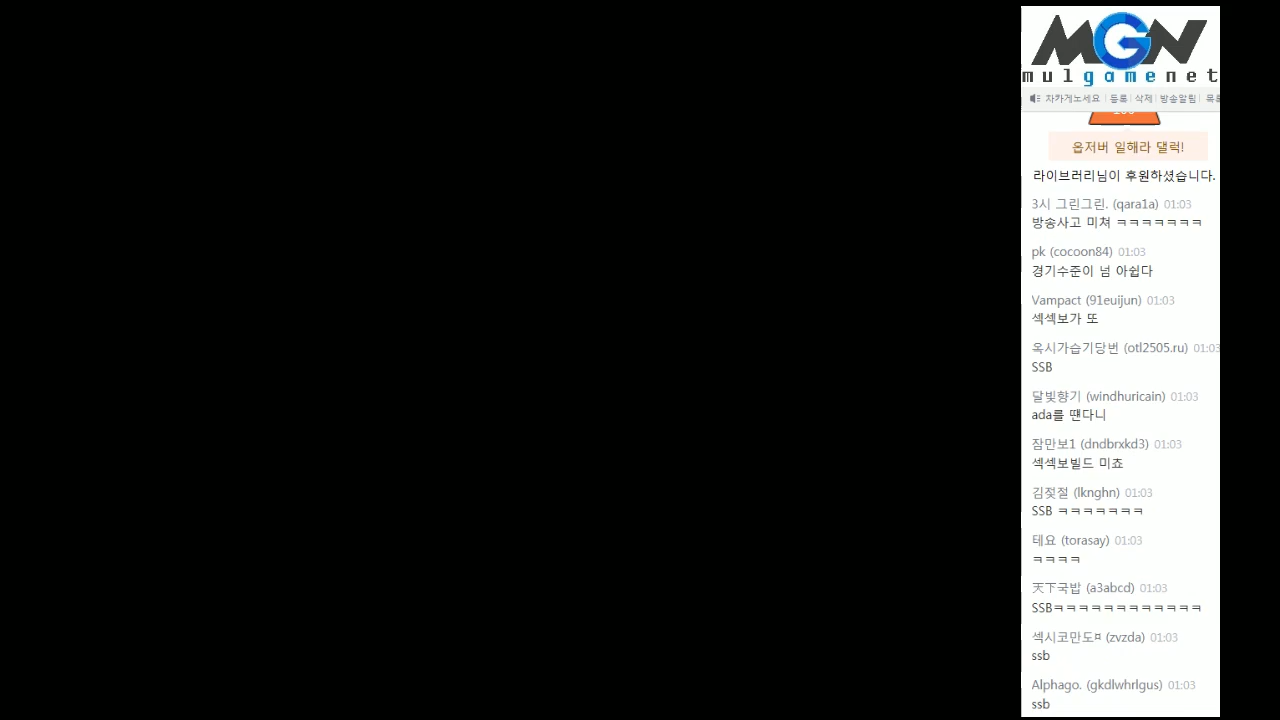 MGN
mulgamenet
차카게노세요 | 등록 | 삭제 | 방송알림 |
옵저버 일해라 댈럭!
라이브러리님이 후원하셨습니다.
3시 그린그린. (qara1a) 01:03
방송사고 미쳐 ㅋㅋㅋㅋㅋㅋㅋ
pk (cocoon84) 01:03
경기수준이 넘 아쉽다
Vampact (91euijun) 01:03
섹섹보가 또
옥시가습기당번 (otl2505.ru) 01:03
SSB
달빛향기 (windhuricain) 01:03
ada를 땐다니
잠만보1 (dndbrxkd3) 01:03
섹섹보빌드 미쵸
김젖절 (lknghn) 01:03
SSB ㅋㅋㅋㅋㅋㅋㅋ
테요 (torasay) 01:03
ㅋㅋㅋㅋ
天下국밥 (a3abcd) 01:03
SSBㅋㅋㅋㅋㅋㅋㅋㅋㅋㅋㅋㅋ
섹시코만도¤ (zvzda) 01:03
ssb
Alphago. (gkdlwhrlgus) 01:03
ssb